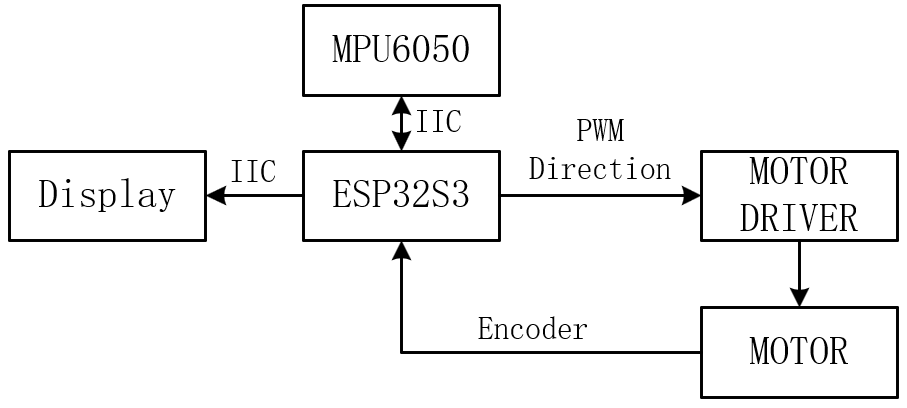 MPU6050
IIC
PWM
Direction
Display
IIC
ESP32S3
MOTOR
DRIVER
Encoder
MOTOR